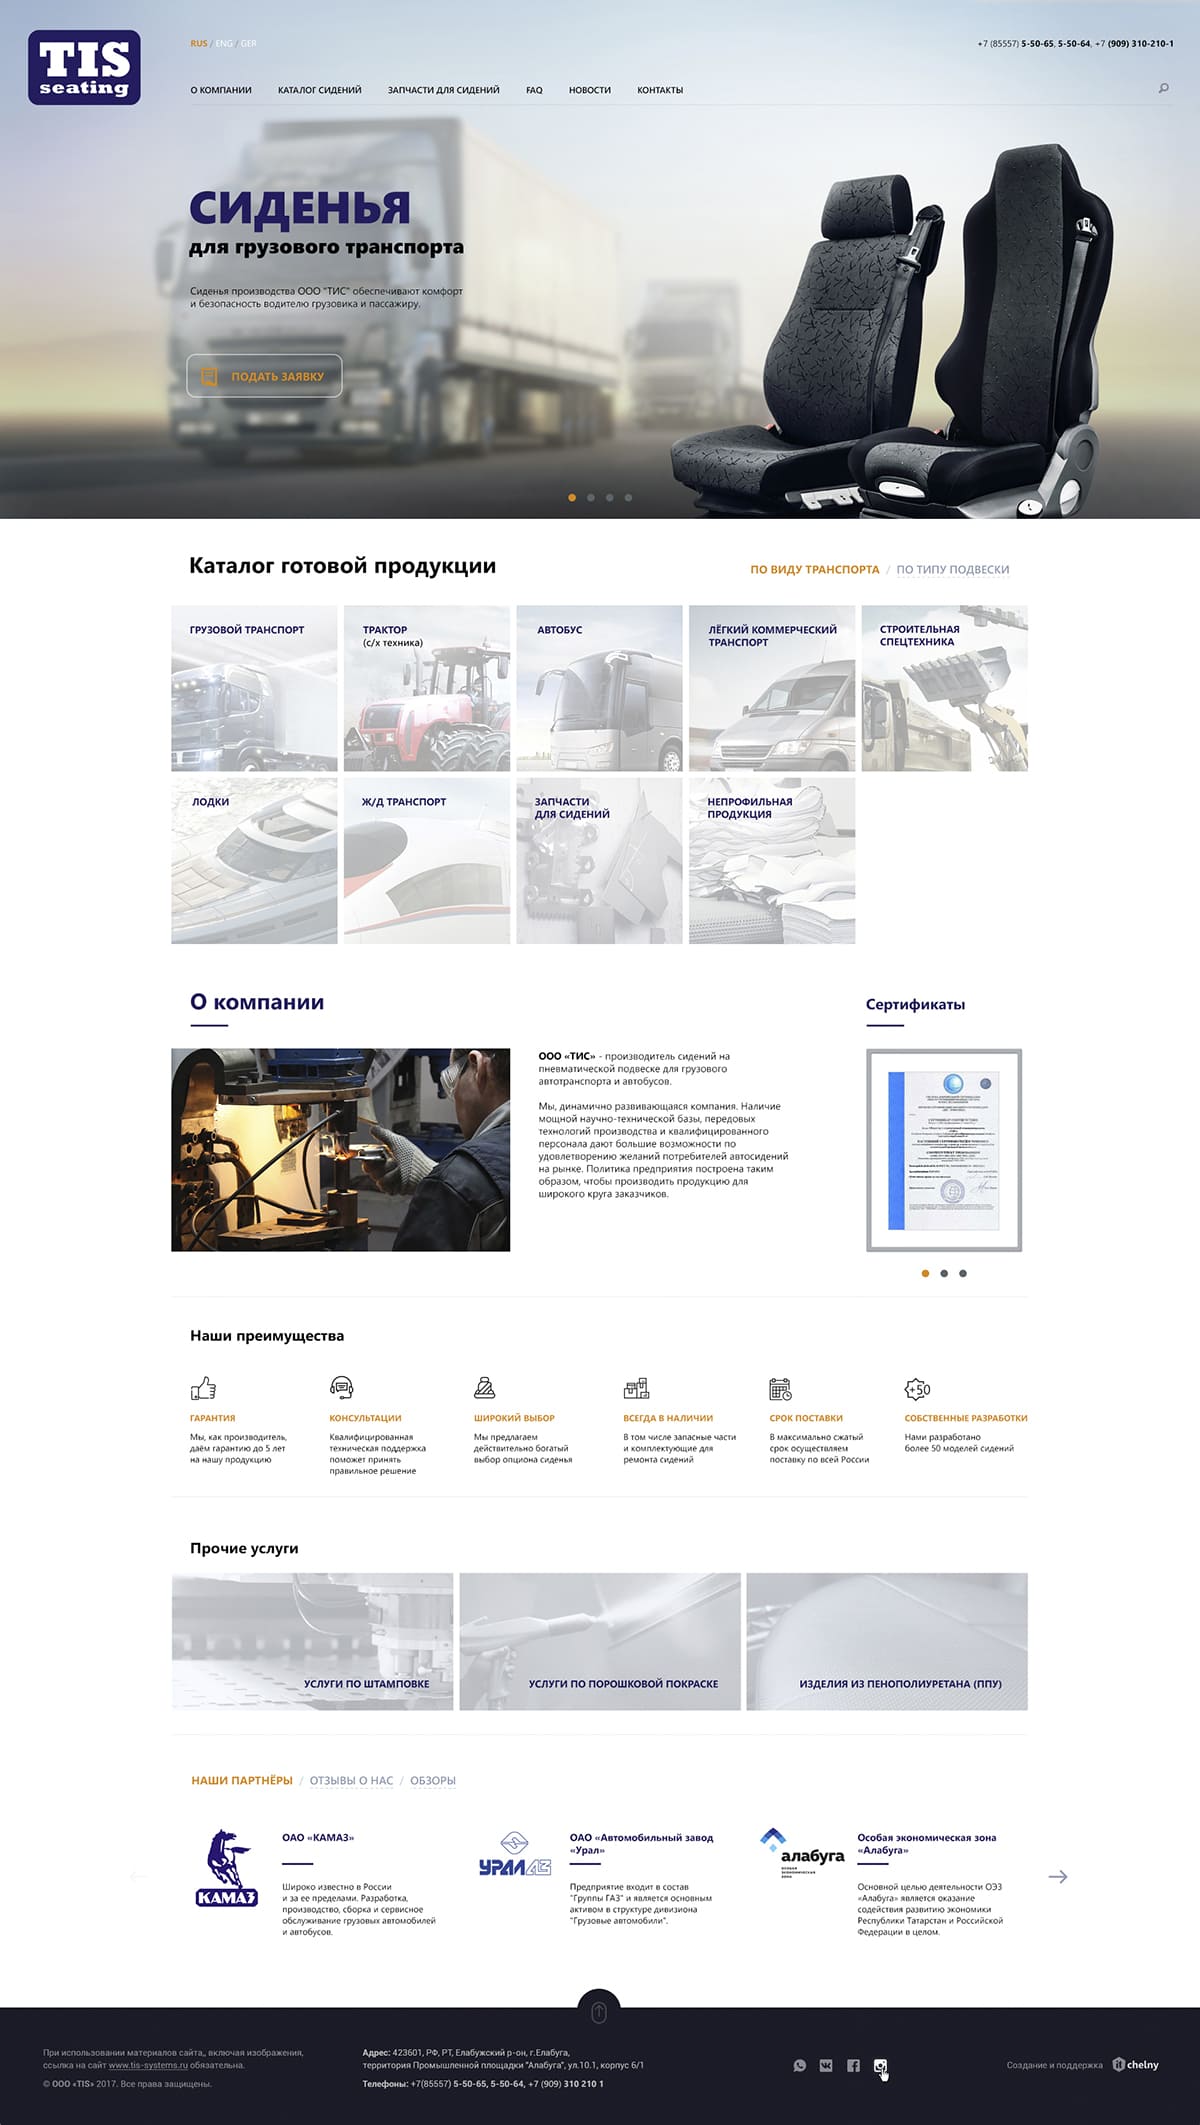 TIS
seating
RUS / ENG / GER
+7 (85557) 5-50-65, 5-50-64, +7 (909) 310-210-1
О КОМПАНИИ КАТАЛОГ СИДЕНИЙ ЗАПЧАСТИ ДЛЯ СИДЕНИЙ FAQ НОВОСТИ КОНТАКТЫ
СИДЕНЬЯ
для грузового транспорта
Сиденья производства ООО "ТИС" обеспечивают комфорт
и безопасность водителю грузовика и пассажиру.
ПОДАТЬ ЗАЯВКУ
Каталог готовой продукции
ПО ВИДУ ТРАНСПОРТА / ПО ТИПУ ПОДВЕСКИ
ГРУЗОВОЙ ТРАНСПОРТ
ТРАКТОР
(с/х техника)
АВТОБУС
ЛЁГКИЙ КОММЕРЧЕСКИЙ
ТРАНСПОРТ
СТРОИТЕЛЬНАЯ
СПЕЦТЕХНИКА
ЛОДКИ
Ж/Д ТРАНСПОРТ
ЗАПЧАСТИ
ДЛЯ СИДЕНИЙ
НЕПРОФИЛЬНАЯ
ПРОДУКЦИЯ
О компании
ООО «ТИС» - производитель сидений на
пневматической подвеске для грузового
автотранспорта и автобусов.
Мы, динамично развивающаяся компания. Наличие
мощной научно-технической базы, передовых
технологий производства и квалифицированного
персонала дают большие возможности по
удовлетворению желаний потребителей автосидений
на рынке. Политика предприятия построена таким
образом, чтобы производить продукцию для
широкого круга заказчиков.
Сертификаты
Наши преимущества
ГАРАНТИЯ
Мы, как производитель,
даём гарантию до 5 лет
на нашу продукцию
КОНСУЛЬТАЦИИ
Квалифицированная
техническая поддержка
поможет принять
правильное решение
ШИРОКИЙ ВЫБОР
Мы предлагаем
действительно богатый
выбор опциона сиденья
ВСЕГДА В НАЛИЧИИ
В том числе запасные части
и комплектующие для
ремонта сидений
СРОК ПОСТАВКИ
В максимально сжатый
срок осуществляем
поставку по всей России
+50
СОБСТВЕННЫЕ РАЗРАБОТКИ
Нами разработано
более 50 моделей сидений
Прочие услуги
УСЛУГИ ПО ШТАМПОВКЕ
УСЛУГИ ПО ПОРОШКОВОЙ ПОКРАСКЕ
ИЗДЕЛИЯ ИЗ ПЕНОПОЛИУРЕТАНА (ППУ)
НАШИ ПАРТНЁРЫ / ОТЗЫВЫ О НАС / ОБЗОРЫ
КАМАЗ
ОАО «КАМАЗ»
Широко известно в России
и за ее пределами. Разработка,
производство, сборка и сервисное
обслуживание грузовых автомобилей
и автобусов.
УРАЛАЗ
ОАО «Автомобильный завод
«Урал»
Предприятие входит в состав
"Группы ГАЗ" и является основным
активом в структуре дивизиона
"Грузовые автомобили".
алабуга
ОСОБАЯ
ЭКОНОМИЧЕСКАЯ
ЗОНА
Особая экономическая зона
«Алабуга»
Основной целью деятельности ОЭЗ
«Алабуга» является оказание
содействия развитию экономики
Республики Татарстан и Российской
Федерации в целом.
При использовании материалов сайта,, включая изображения,
ссылка на сайт www.tis-systems.ru обязательна.
© ООО «TIS» 2017. Все права защищены.
Адрес: 423601, РФ, РТ, Елабужский р-он, г.Елабуга,
территория Промышленной площадки "Алабуга", ул.10.1, корпус 6/1
Телефоны: +7(85557) 5-50-65, 5-50-64, +7 (909) 310 210 1
Создание и поддержка it chelny